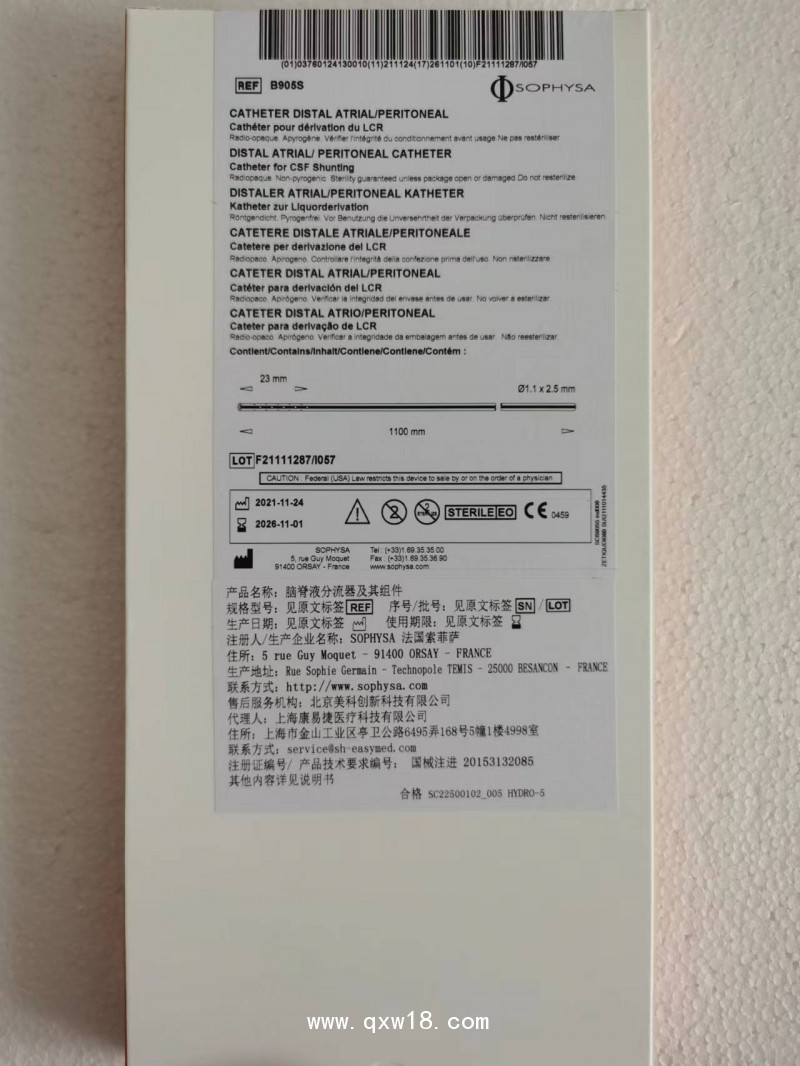 (01)03760124130010(11)211124(17)261101(10)F21111287/I057
REF B905S
SOPHYSA
CATHETER DISTAL ATRIAL/PERITONEAL
Cathéter pour dérivation du LCR
Radio-opaque. Apyrogène. Vérifier l'intégrité du conditionnement avant usage Ne pas restériliser
DISTAL ATRIAL/ PERITONEAL CATHETER
Catheter for CSF Shunting
Radiopaque. Non-pyrogenic. Sterility guaranteed unless package open or damaged Do not resterilize
DISTALER ATRIAL/PERITONEAL KATHETER
Katheter zur Liquorderivation
Röntgendicht. Pyrogenfrei. Vor Benutzung die Unversehrtheit der Verpackung überprüfen. Nicht resterilisieren
CATETERE DISTALE ATRIALE/PERITONEALE
Catetere per derivazione del LCR
Radiopaco. Apirogeno. Controllare l'integrità della confezione prima dell'uso. Non risterilizzare
CATETER DISTAL ATRIAL/PERITONEAL
Catéter para derivación del LCR
Radiopaco. Apirógeno. Verificar la integridad del envase antes de usar. No volver a esterilizar
CATETER DISTAL ATRIO/PERITONEAL
Cateter para derivação de LCR
Radio-opaco. Apirógeno. Verificar a integridade da embalagem antes de usar. Não reesterilizar
Contient/Contains/Inhalt/Contiene/Contiene/Contém :
23 mm
Ø1.1 x 2.5 mm
1100 mm
LOT F21111287/I057
CAUTION : Federal (USA) Law restricts this device to sale by or on the order of a physician
2021-11-24
2026-11-01
STERILE EO
CE 0459
SOPHYSA Tel : (+33)1.69.35.35.00
5, rue Guy Moquet Fax : (+33)1.69.35.36.90
91400 ORSAY - France www.sophysa.com
产品名称: 脑脊液分流器及其组件
规格型号: 见原文标签 REF 序号/批号: 见原文标签 SN / LOT
生产日期: 见原文标签 使用期限: 见原文标签
注册人/生产企业名称: SOPHYSA 法国索菲萨
住所: 5 rue Guy Moquet - 91400 ORSAY - FRANCE
生产地址: Rue Sophie Germain - Technopole TEMIS - 25000 BESANCON - FRANCE
联系方式: http://www.sophysa.com
售后服务机构: 北京美科创新科技有限公司
代理人: 上海康易捷医疗科技有限公司
住所: 上海市金山工业区亭卫公路6495弄168号5幢1楼4998室
联系方式: service@sh-easymed.com
注册证编号/ 产品技术要求编号: 国械注进 20153132085
其他内容详见说明书
合格 SC22500102_005 HYDRO-5
www.qxw18.com